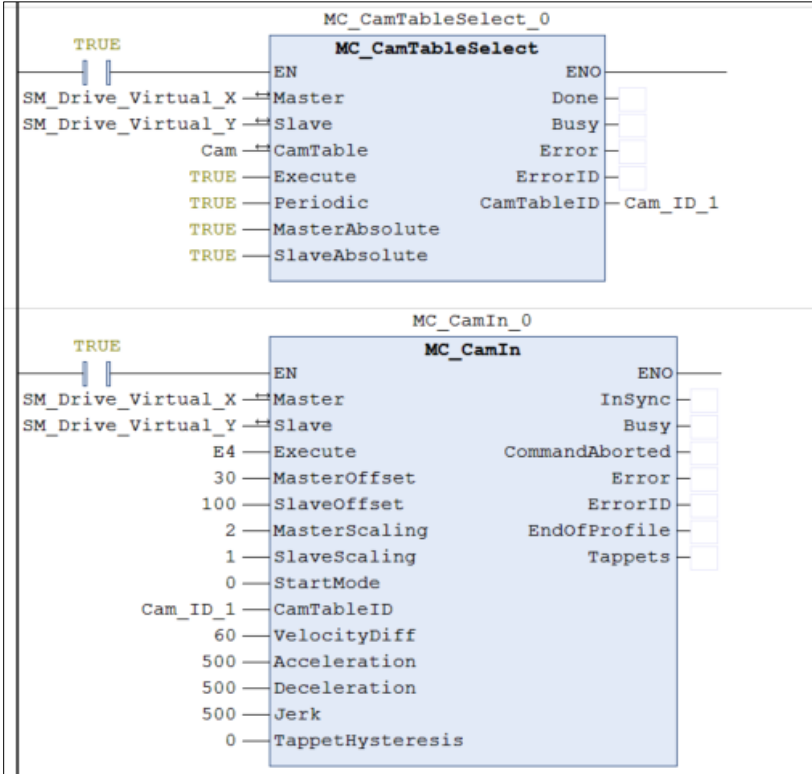 MC_CamTableSelect_0
TRUE
MC_CamTableSelect
EN ENO
SM_Drive_Virtual_X Master Done
SM_Drive_Virtual_Y Slave Busy
Cam CamTable Error
TRUE Execute ErrorID
TRUE Periodic CamTableID Cam_ID_1
TRUE MasterAbsolute
TRUE SlaveAbsolute
MC_CamIn_0
TRUE
MC_CamIn
EN ENO
SM_Drive_Virtual_X Master InSync
SM_Drive_Virtual_Y Slave Busy
E4 Execute CommandAborted
30 MasterOffset Error
100 SlaveOffset ErrorID
2 MasterScaling EndOfProfile
1 SlaveScaling Tappets
0 StartMode
Cam_ID_1 CamTableID
60 VelocityDiff
500 Acceleration
500 Deceleration
500 Jerk
0 TappetHysteresis